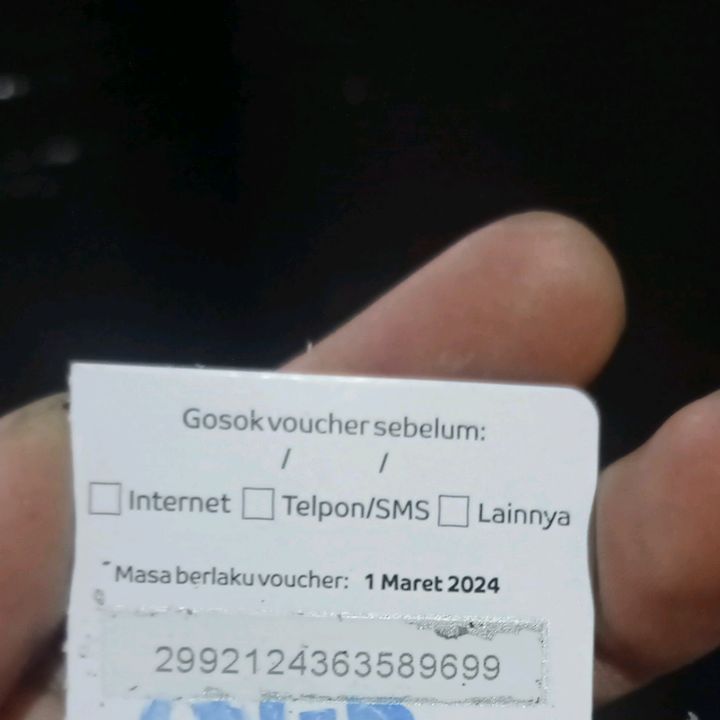 Gosok voucher sebelum:
/ /
Internet Telpon/SMS Lainnya
*Masa berlaku voucher: 1 Maret 2024
2992124363589699